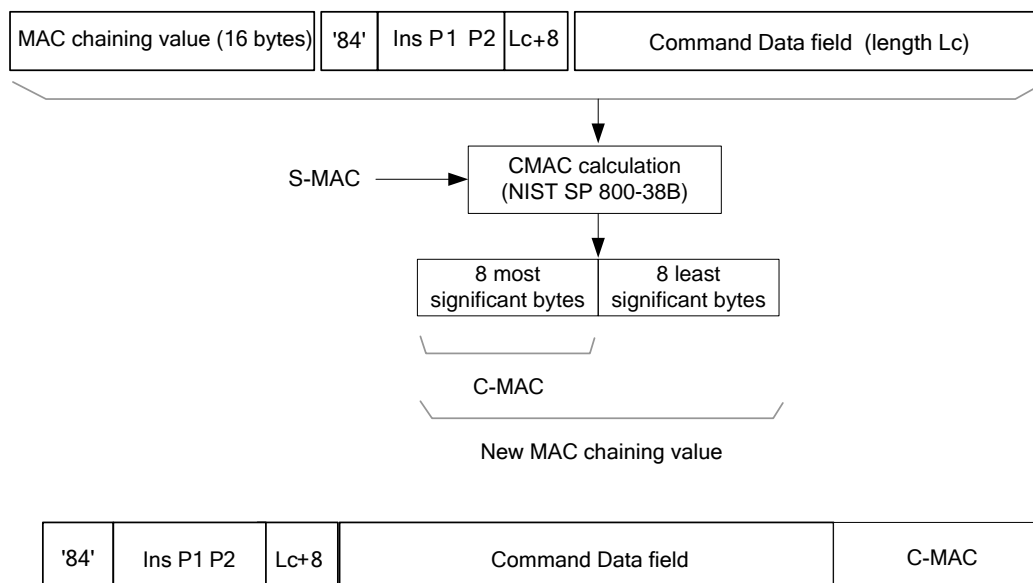 MAC chaining value (16 bytes) '84' Ins P1 P2 Lc+8 Command Data field (length Lc)
S-MAC
CMAC calculation
(NIST SP 800-38B)
8 most
significant bytes
8 least
significant bytes
C-MAC
New MAC chaining value
'84' Ins P1 P2 Lc+8 Command Data field C-MAC